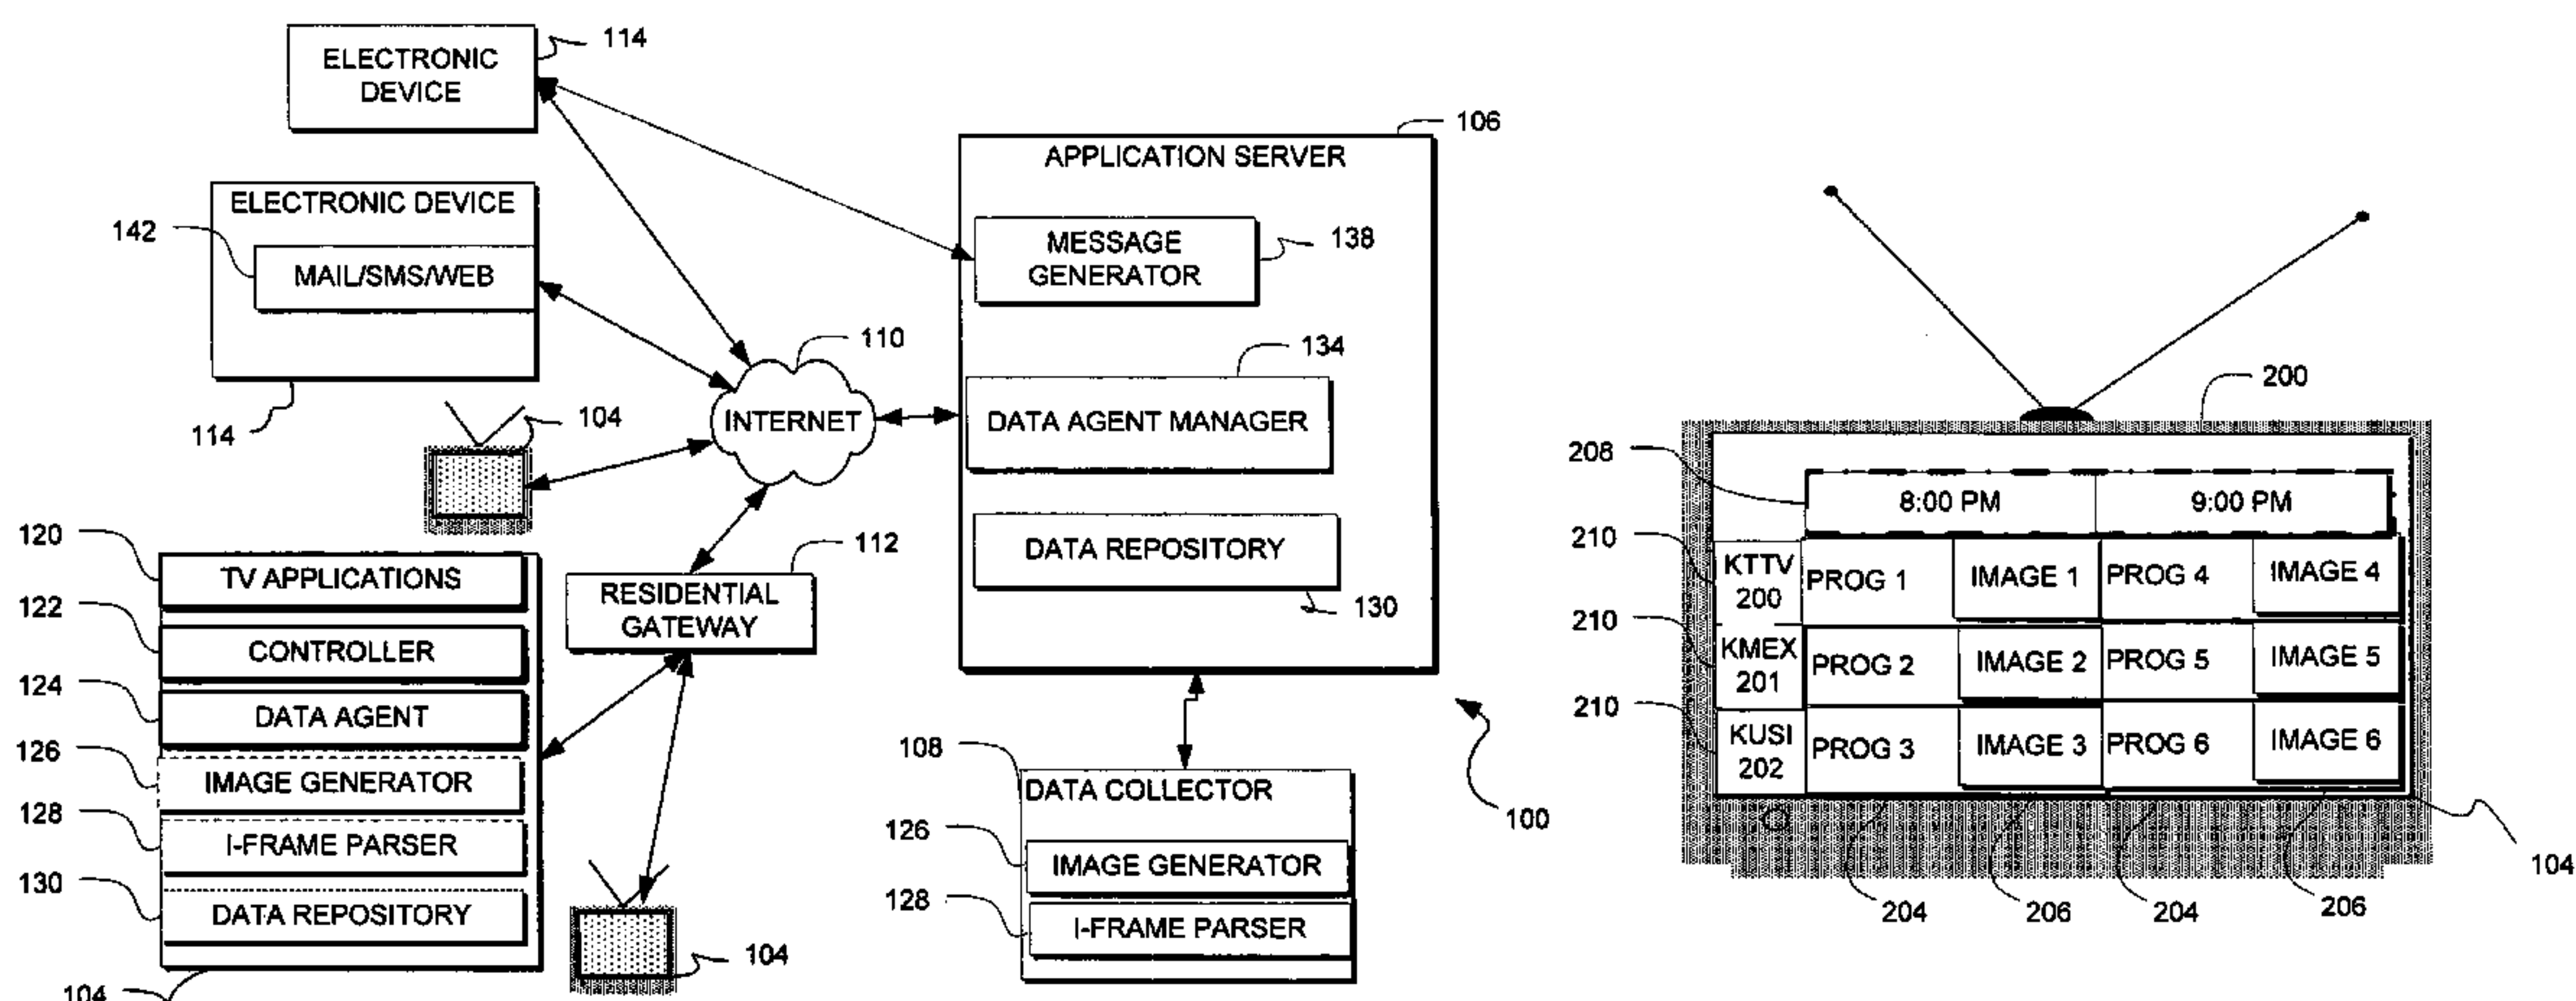 ELECTRONIC
DEVICE
114
ELECTRONIC DEVICE
142
MAIL/SMS/WEB
114
104
110
INTERNET
106
APPLICATION SERVER
MESSAGE
GENERATOR
138
134
DATA AGENT MANAGER
DATA REPOSITORY
130
120
TV APPLICATIONS
122
CONTROLLER
124
DATA AGENT
126
IMAGE GENERATOR
128
I-FRAME PARSER
130
DATA REPOSITORY
104
112
RESIDENTIAL
GATEWAY
104
108
DATA COLLECTOR
126
IMAGE GENERATOR
128
I-FRAME PARSER
100
200
208
8:00 PM 9:00 PM
210
KTTV
200
PROG 1 IMAGE 1 PROG 4 IMAGE 4
210
KMEX
201
PROG 2 IMAGE 2 PROG 5 IMAGE 5
210
KUSI
202
PROG 3 IMAGE 3 PROG 6 IMAGE 6
104
204 206 204 206